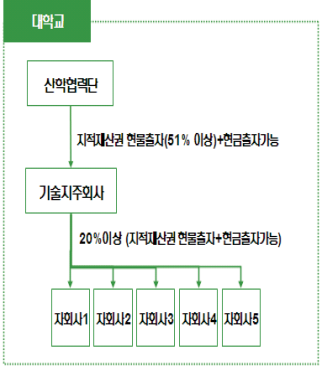 대학교
산학협력단
지적재산권 현물출자(51% 이상)+현금출자가능
기술지주회사
20%이상 (지적재산권 현물출자+현금출자가능)
자회사1 자회사2 자회사3 자회사4 자회사5